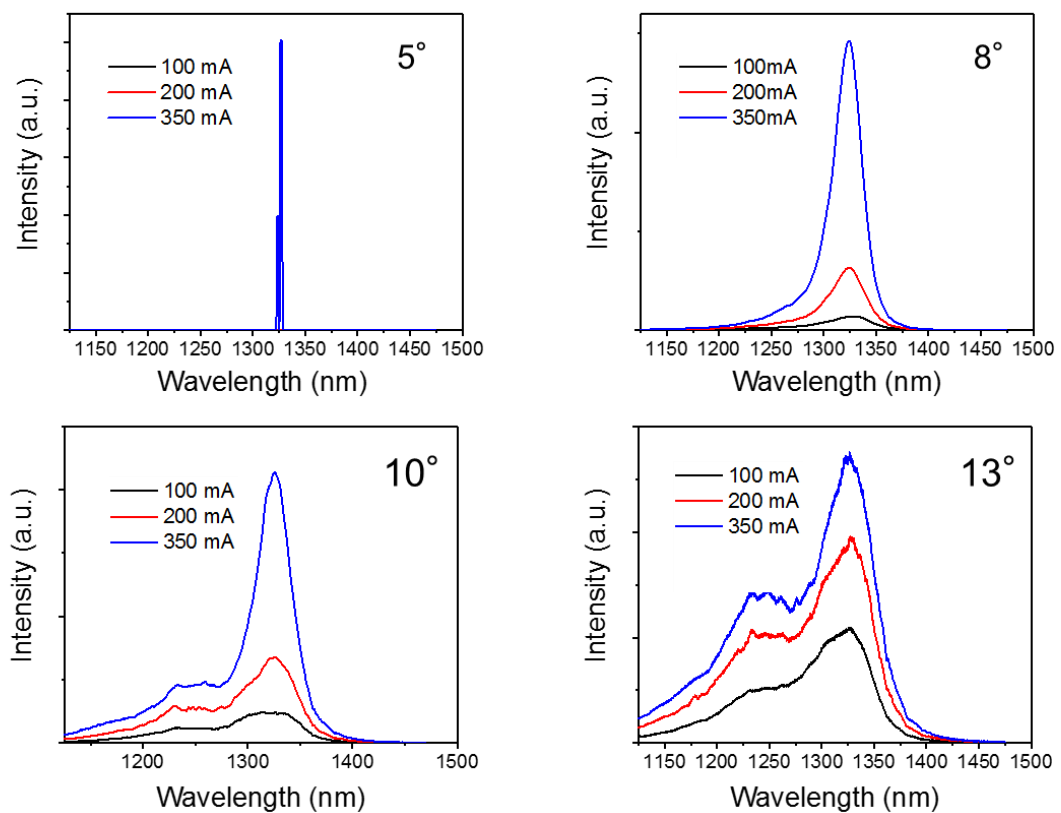 5°
100 mA
200 mA
350 mA
Intensity (a.u.)
1150 1200 1250 1300 1350 1400 1450 1500
Wavelength (nm)
8°
100mA
200mA
350mA
Intensity (a.u.)
1150 1200 1250 1300 1350 1400 1450 1500
Wavelength (nm)
10°
100 mA
200 mA
350 mA
Intensity (a.u.)
1200 1300 1400 1500
Wavelength (nm)
13°
100 mA
200 mA
350 mA
Intensity (a.u.)
1150 1200 1250 1300 1350 1400 1450 1500
Wavelength (nm)